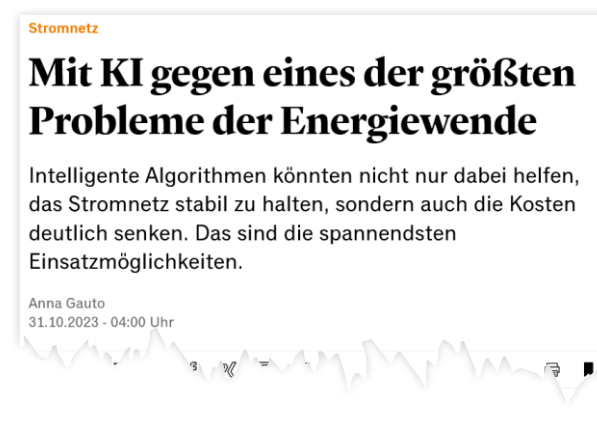 Stromnetz
Mit KI gegen eines der größten
Probleme der Energiewende
Intelligente Algorithmen könnten nicht nur dabei helfen,
das Stromnetz stabil zu halten, sondern auch die Kosten
deutlich senken. Das sind die spannendsten
Einsatzmöglichkeiten.
Anna Gauto
31.10.2023 - 04:00 Uhr